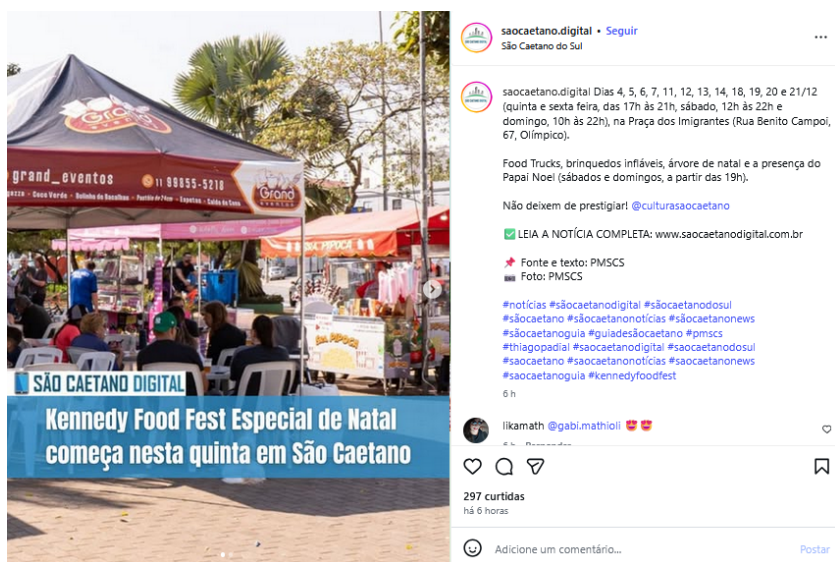 Grand
EVENTOS
grand_eventos
11 99855-5218
Grand
EVENTOS
SÃO CAETANO DIGITAL
Kennedy Food Fest Especial de Natal
começa nesta quinta em São Caetano
saocaetano.digital • Seguir
São Caetano do Sul
saocaetano.digital Dias 4, 5, 6, 7, 11, 12, 13, 14, 18, 19, 20 e 21/12
(quinta e sexta feira, das 17h às 21h, sábado, 12h às 22h e
domingo, 10h às 22h), na Praça dos Imigrantes (Rua Benito Campoi,
67, Olímpico).
Food Trucks, brinquedos infláveis, árvore de natal e a presença do
Papai Noel (sábados e domingos, a partir das 19h).
Não deixem de prestigiar! @culturasaocaetano
✅ LEIA A NOTÍCIA COMPLETA: www.saocaetanodigital.com.br
📌 Fonte e texto: PMSCS
📷 Foto: PMSCS
#notícias #sãocaetanodigital #sãocaetanodosul
#sãocaetano #saocaetanonotícias #sãocaetanonews
#sãocaetanoguia #guiadesãocaetano #pmscs
#thiagopadial #saocaetanodigital #saocaetanodosul
#saocaetano #saocaetanonotícias #saocaetanonews
#saocaetanoguia #kennedyfoodfest
6 h
likamath @gabi.mathioli 😍😍
6 h Responder
297 curtidas
há 6 horas
Adicione um comentário...
Postar